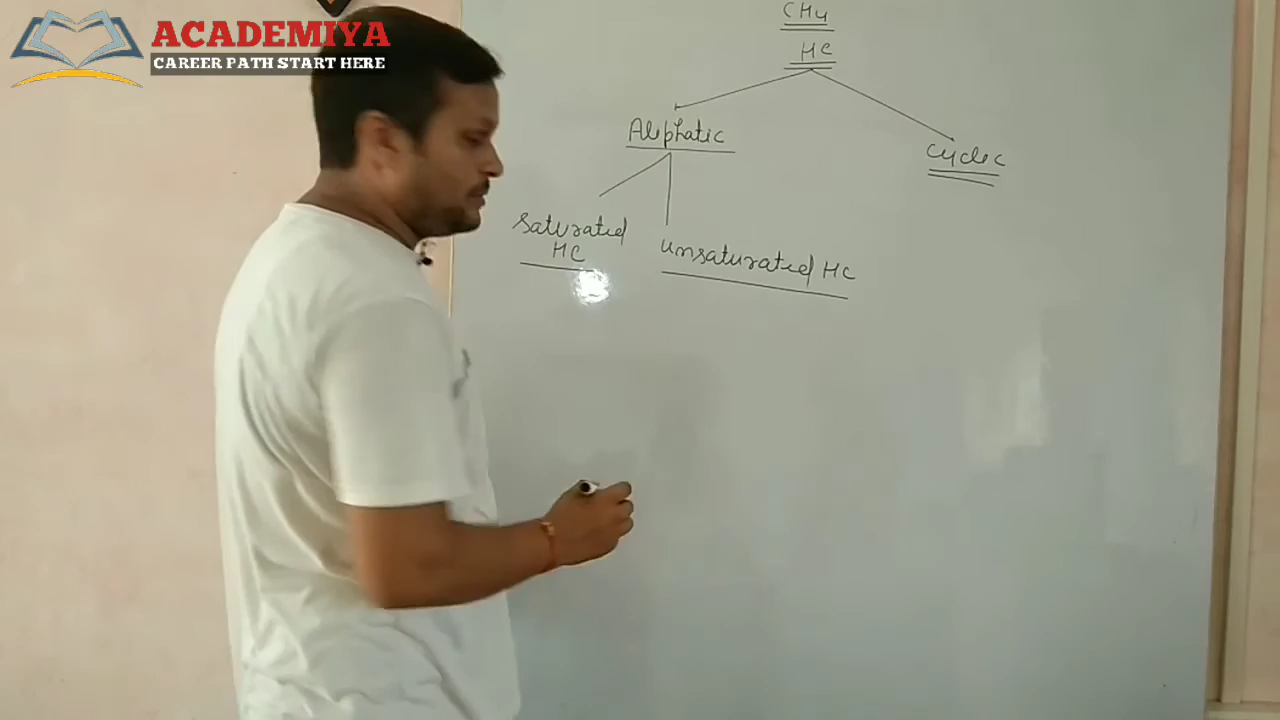 ACADEMIYA
CAREER PATH START HERE
CH4
HC
Aliphatic
Cyclic
Saturated
HC
Unsaturated HC